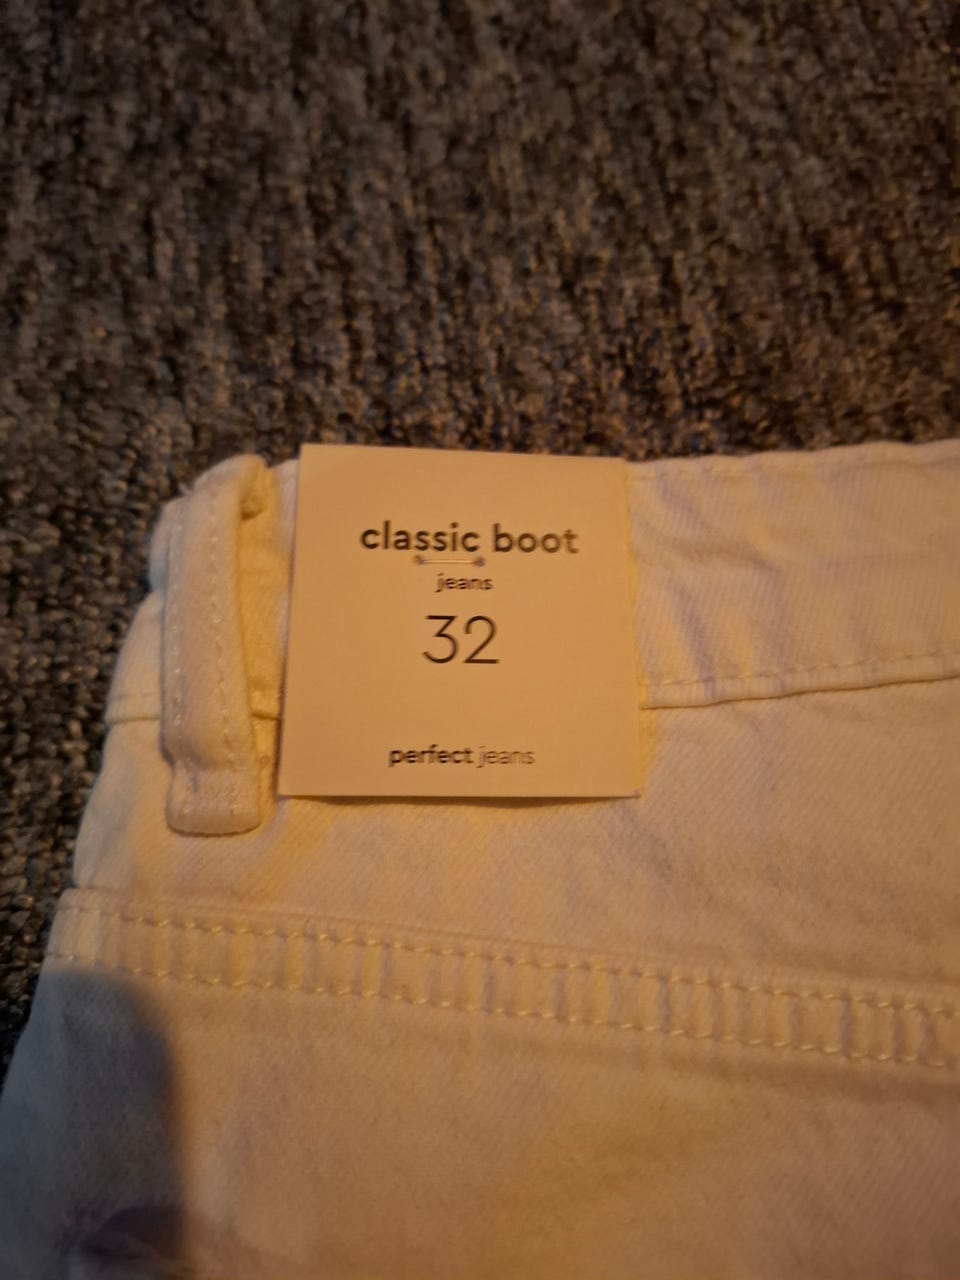 classic boot
jeans
32
perfect jeans